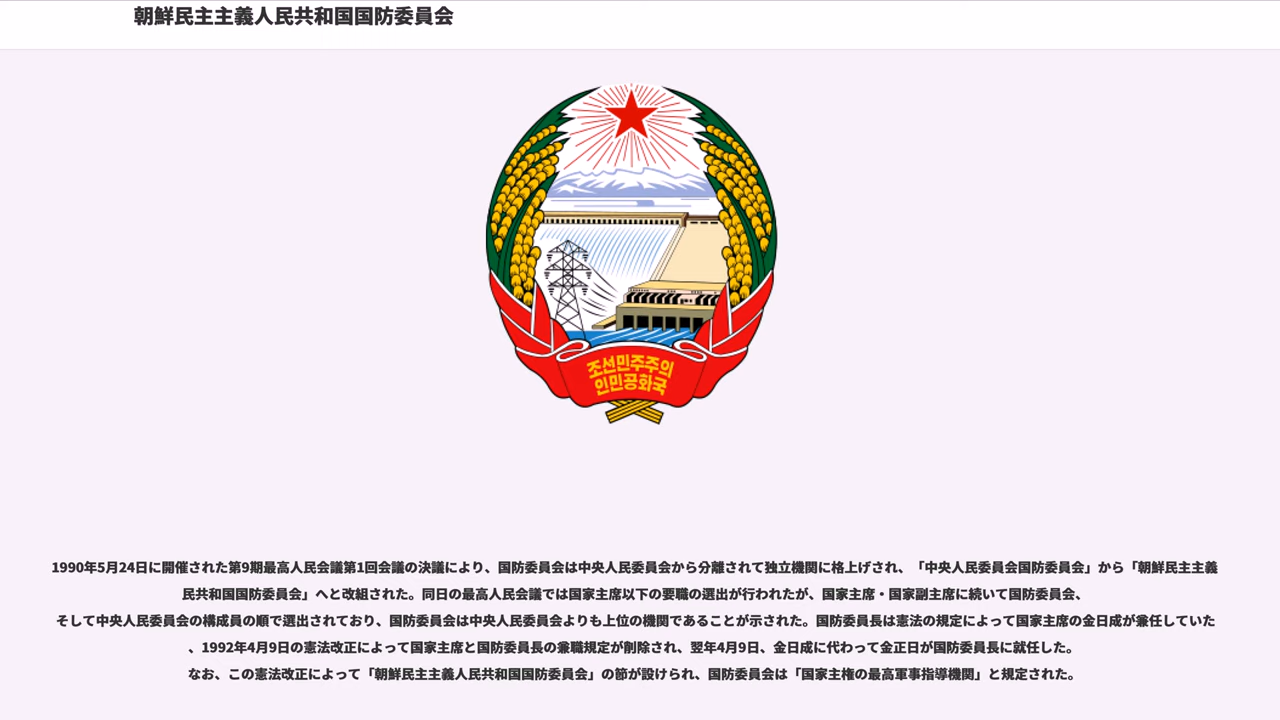 朝鮮民主主義人民共和国国防委員会
조선민주주의
인민공화국
1990年5月24日に開催された第9期最高人民会議第1回会議の決議により、国防委員会は中央人民委員会から分離されて独立機関に格上げされ、「中央人民委員会国防委員会」から「朝鮮民主主義
民共和国国防委員会」へと改組された。同日の最高人民会議では国家主席以下の要職の選出が行われたが、国家主席・国家副主席に続いて国防委員会、
そして中央人民委員会の構成員の順で選出されており、国防委員会は中央人民委員会よりも上位の機関であることが示された。国防委員長は憲法の規定によって国家主席の金日成が兼任していた
、1992年4月9日の憲法改正によって国家主席と国防委員長の兼職規定が削除され、翌年4月9日、金日成に代わって金正日が国防委員長に就任した。
なお、この憲法改正によって「朝鮮民主主義人民共和国国防委員会」の節が設けられ、国防委員会は「国家主権の最高軍事指導機関」と規定された。